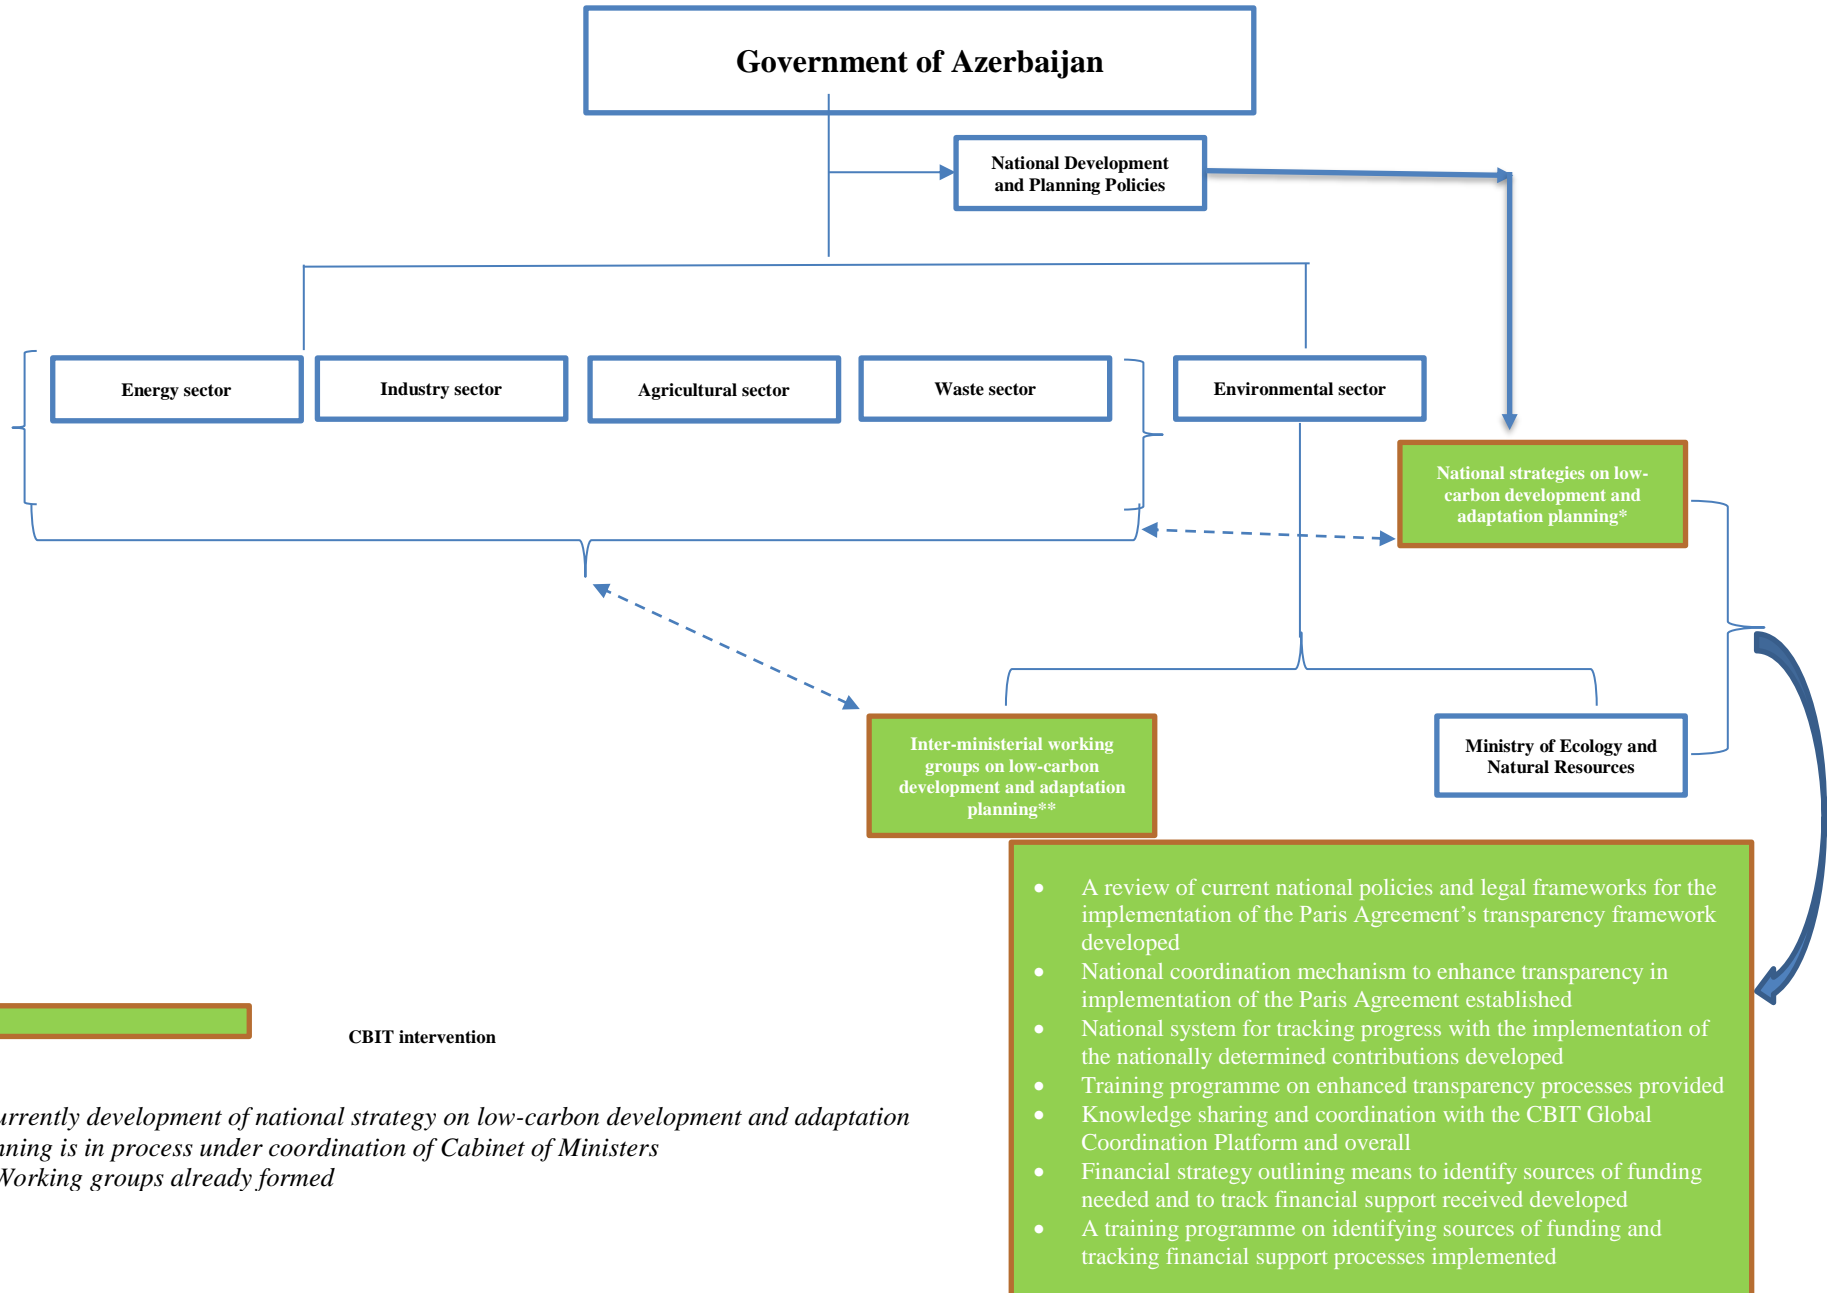 Government of Azerbaijan
National Development
and Planning Policies
Energy sector
Industry sector
Agricultural sector
Waste sector
Environmental sector
National strategies on low-
carbon development and
adaptation planning*
Inter-ministerial working
groups on low-carbon
development and adaptation
planning**
Ministry of Ecology and
Natural Resources
• A review of current national policies and legal frameworks for the
implementation of the Paris Agreement’s transparency framework
developed
• National coordination mechanism to enhance transparency in
implementation of the Paris Agreement established
• National system for tracking progress with the implementation of
the nationally determined contributions developed
• Training programme on enhanced transparency processes provided
• Knowledge sharing and coordination with the CBIT Global
Coordination Platform and overall
• Financial strategy outlining means to identify sources of funding
needed and to track financial support received developed
• A training programme on identifying sources of funding and
tracking financial support processes implemented
CBIT intervention
urrently development of national strategy on low-carbon development and adaptation
nning is in process under coordination of Cabinet of Ministers
Working groups already formed